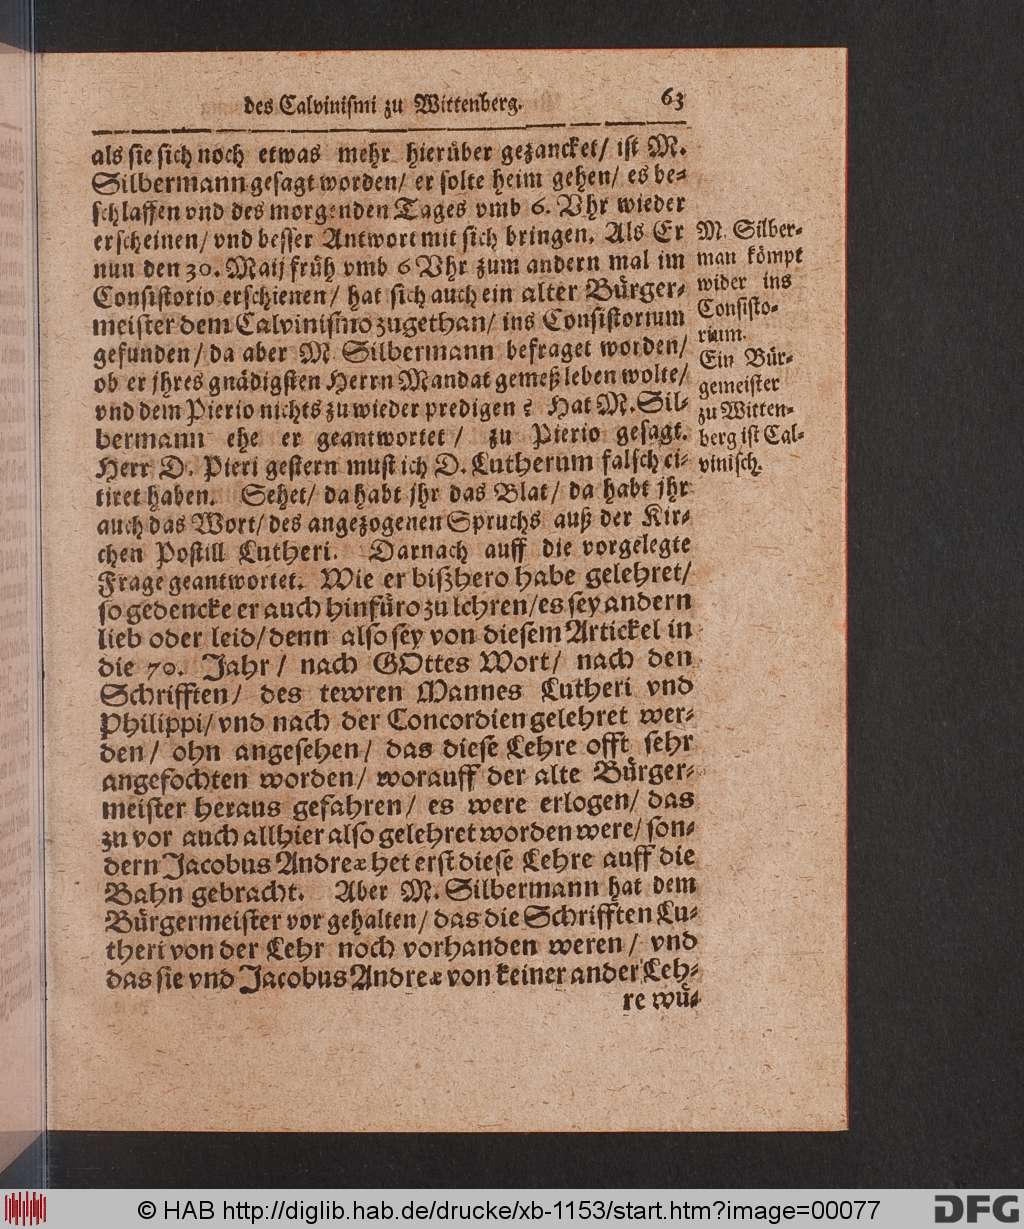 des Calviniſmi zu Wittenberg. 63
als ſie ſich noch etwas mehr hierüber gezancket/ iſt M.
Silbermann geſagt worden/ er ſolte heim gehen/ es be-
ſchlaffen vnd des morgenden Tages vmb 6. Vhr wieder
erſcheinen/ vnd beſſer Antwort mit ſich bringen. Als Er
nun den 30. Maij früh vmb 6 Vhr zum andern mal im
Conſiſtorio erſchienen/ hat ſich auch ein alter Bürger-
meiſter dem Calviniſmo zugethan/ ins Conſiſtorium
gefunden/ da aber M. Silbermann befraget worden/
ob er jhres gnädigſten Herrn Mandat gemeß leben wolte/
vnd dem Pierio nichts zu wieder predigen? Hat M. Sil-
bermann ehe er geantwortet/ zu Pierio geſagt.
Herr D. Pieri geſtern muſt ich D. Lutherum falſch ci-
tiret haben. Sehet/ da habt jhr das Blat/ da habt jhr
auch das Wort/ des angezogenen Spruchs auß der Kir-
chen Poſtill Lutheri. Darnach auff die vorgelegte
Frage geantwortet. Wie er bißhero habe gelehret/
ſo gedencke er auch hinfüro zu lehren/ es ſey andern
lieb oder leid/ denn alſo ſey von dieſem Artickel in
die 70. Jahr/ nach GOttes Wort/ nach den
Schrifften/ des tewren Mannes Lutheri vnd
Philippi/ vnd nach der Concordien gelehret wer-
den/ ohn angeſehen/ das dieſe Lehre offt ſehr
angefochten worden/ worauff der alte Bürger-
meiſter heraus gefahren/ es were erlogen/ das
zu vor auch allhier alſo gelehret worden were/ ſon-
dern Jacobus Andreæ het erſt dieſe Lehre auff die
Bahn gebracht. Aber M. Silbermann hat dem
Bürgermeiſter vor gehalten/ das die Schrifften Lu-
theri von der Lehr noch vorhanden weren/ vnd
das ſie vnd Jacobus Andreæ von keiner ander Leh-
re wü-
M. Silber-
man kömpt
wider ins
Conſiſto-
rium.
Ein Bür-
gemeiſter
zu Witten-
berg iſt Cal-
viniſch.
© HAB http://diglib.hab.de/drucke/xb-1153/start.htm?image=00077
DFG